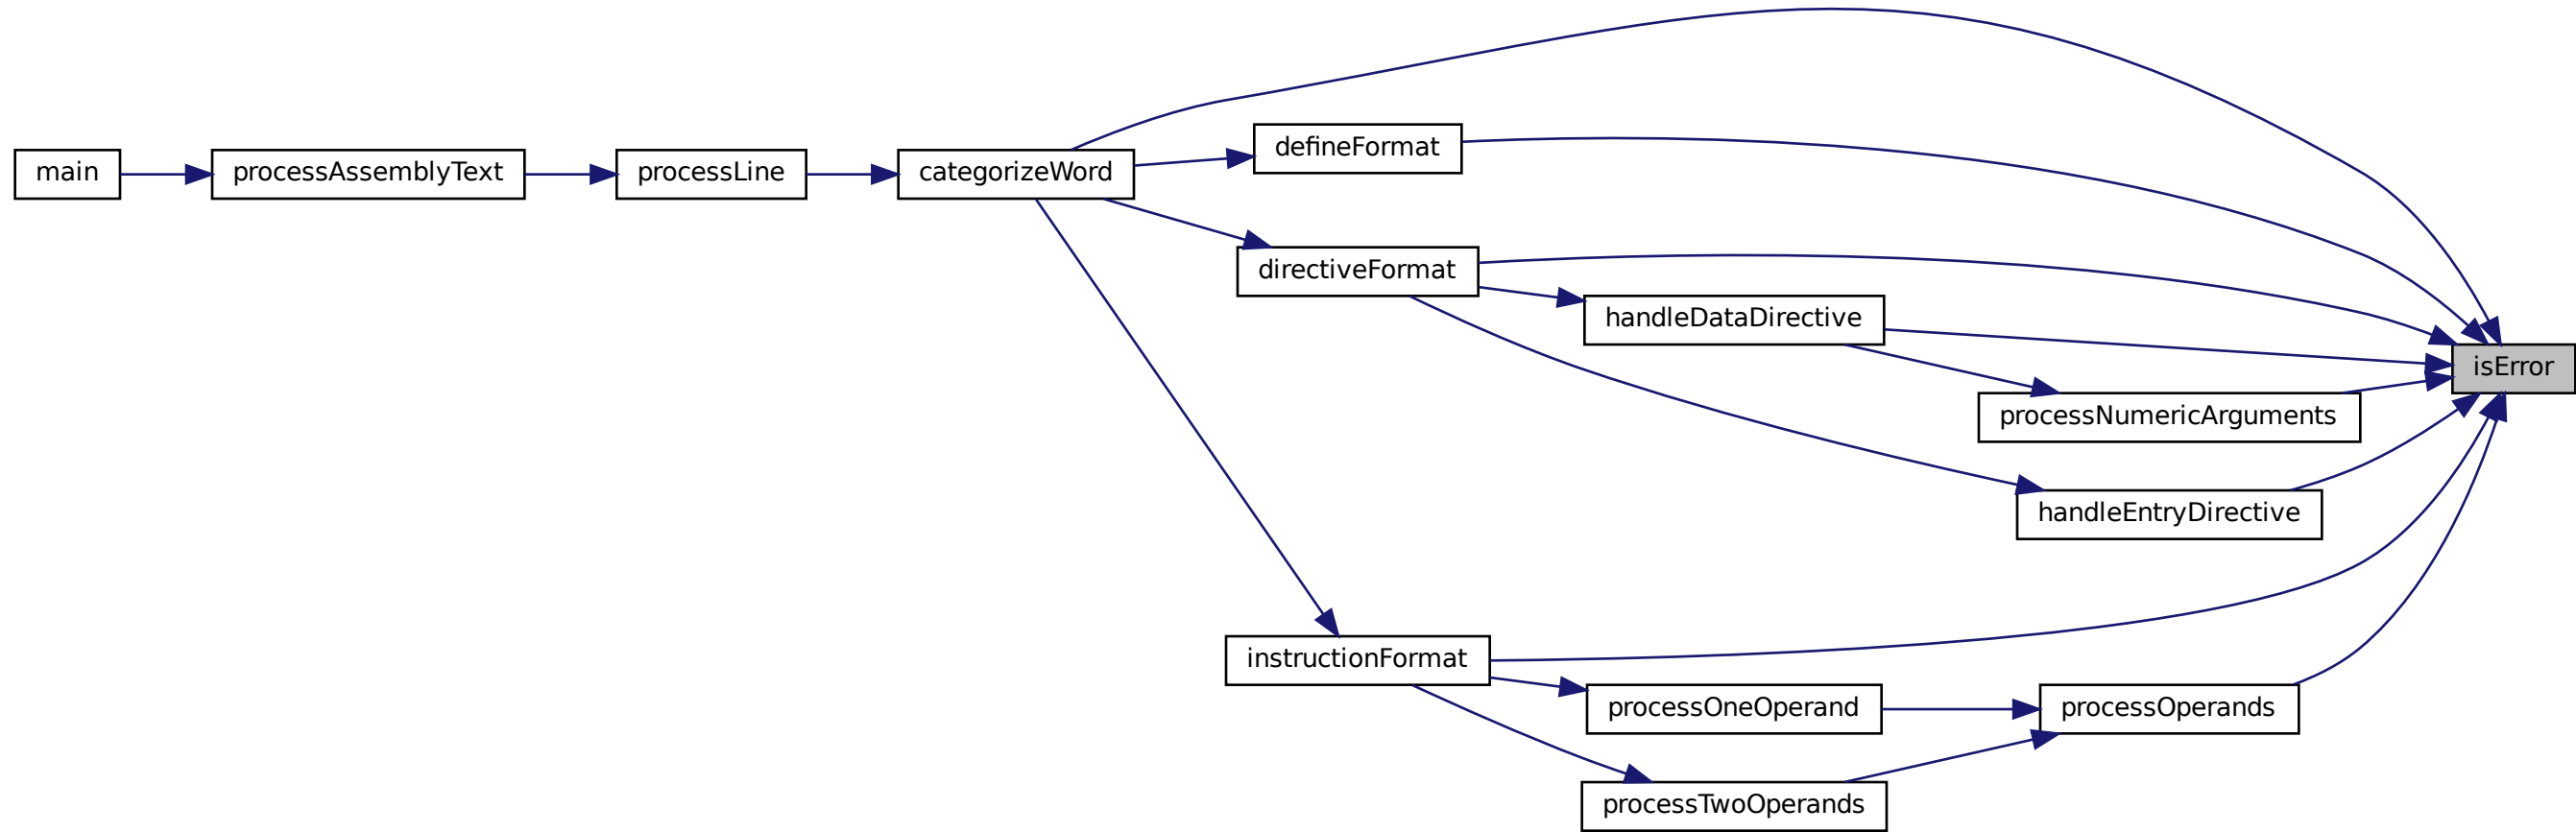 main
processAssemblyText
processLine
categorizeWord
defineFormat
directiveFormat
handleDataDirective
isError
processNumericArguments
handleEntryDirective
instructionFormat
processOneOperand
processOperands
processTwoOperands